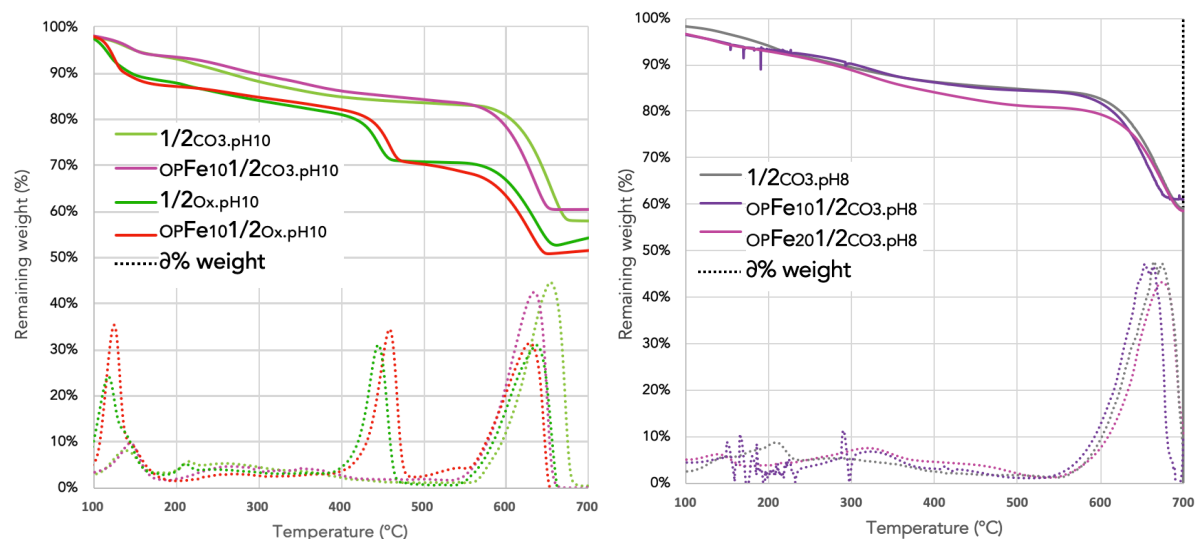 100%
90%
80%
70%
60%
50%
40%
30%
20%
10%
0%
Remaining weight (%)
1/2CO3.pH10
OPFe101/2CO3.pH10
1/2Ox.pH10
OPFe101/2Ox.pH10
∂% weight
100 200 300 400 500 600 700
Temperature (°C)
100%
90%
80%
70%
60%
50%
40%
30%
20%
10%
0%
Remaining weight (%)
1/2CO3.pH8
OPFe101/2CO3.pH8
OPFe201/2CO3.pH8
∂% weight
100 200 300 400 500 600 700
Temperature (°C)